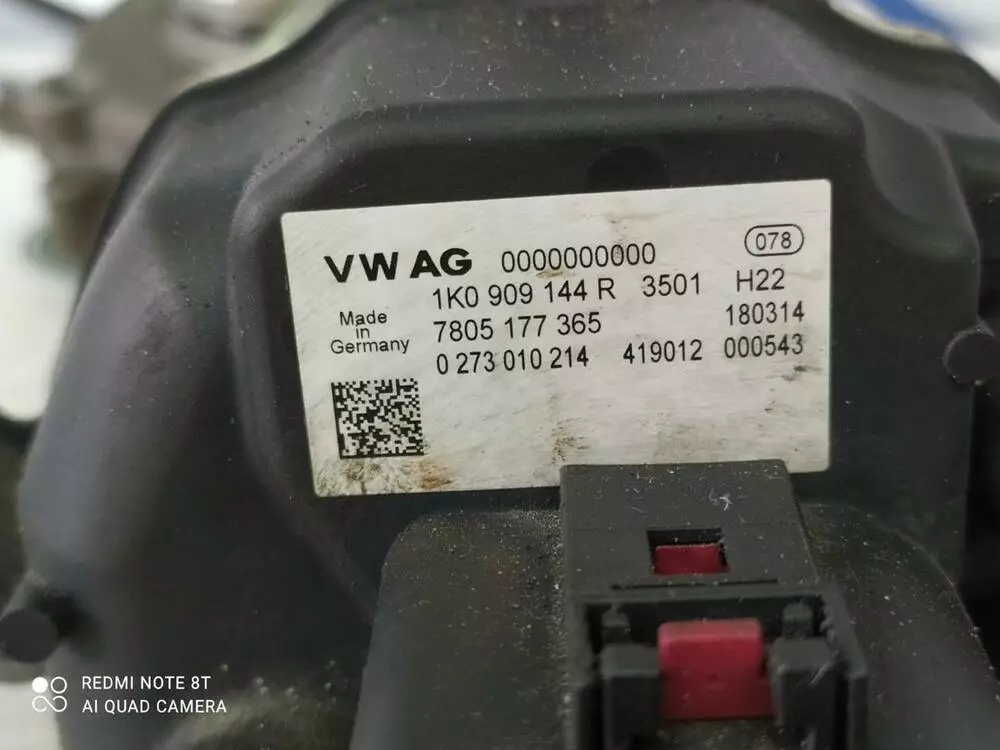 VW AG 0000000000 078
1K0 909 144 R 3501 H22
Made in Germany
7805 177 365 180314
0 273 010 214 419012 000543
REDMI NOTE 8T
AI QUAD CAMERA